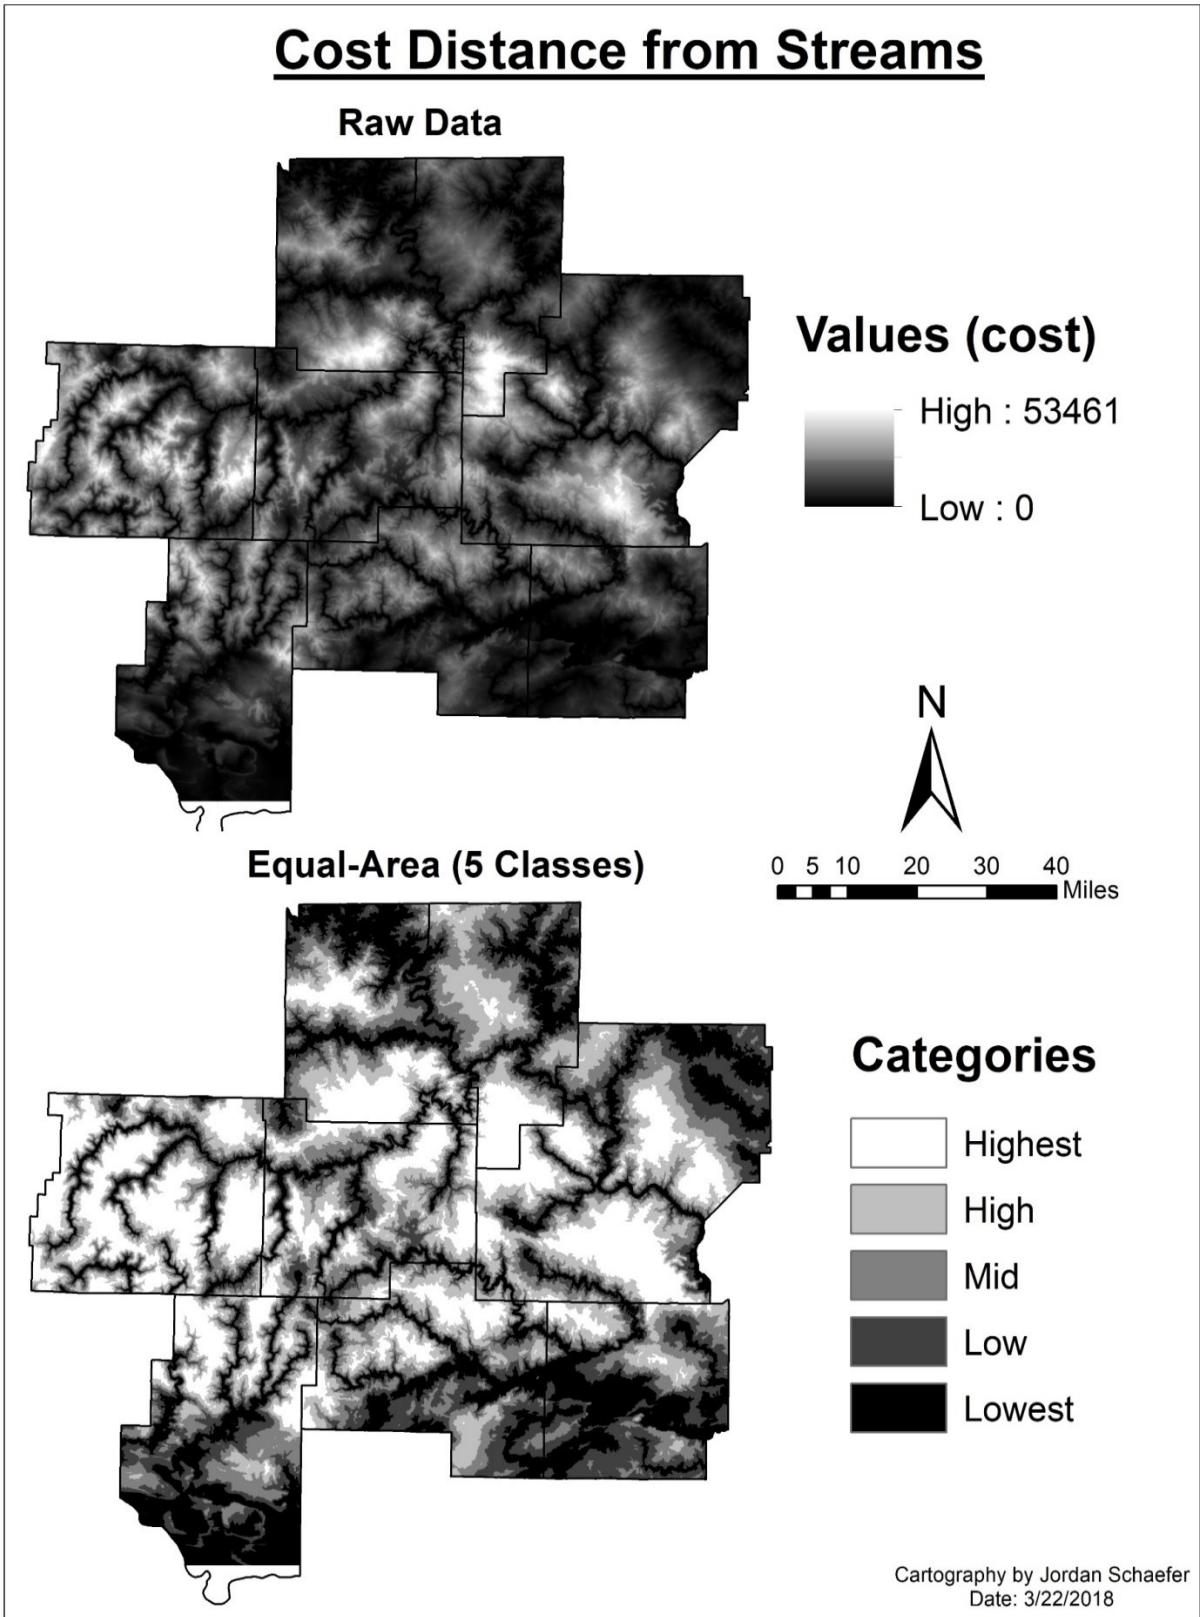 Cost Distance from Streams
Raw Data
Values (cost)
High : 53461
Low : 0
N
Equal-Area (5 Classes)
0 5 10 20 30 40
Miles
Categories
Highest
High
Mid
Low
Lowest
Cartography by Jordan Schaefer
Date: 3/22/2018